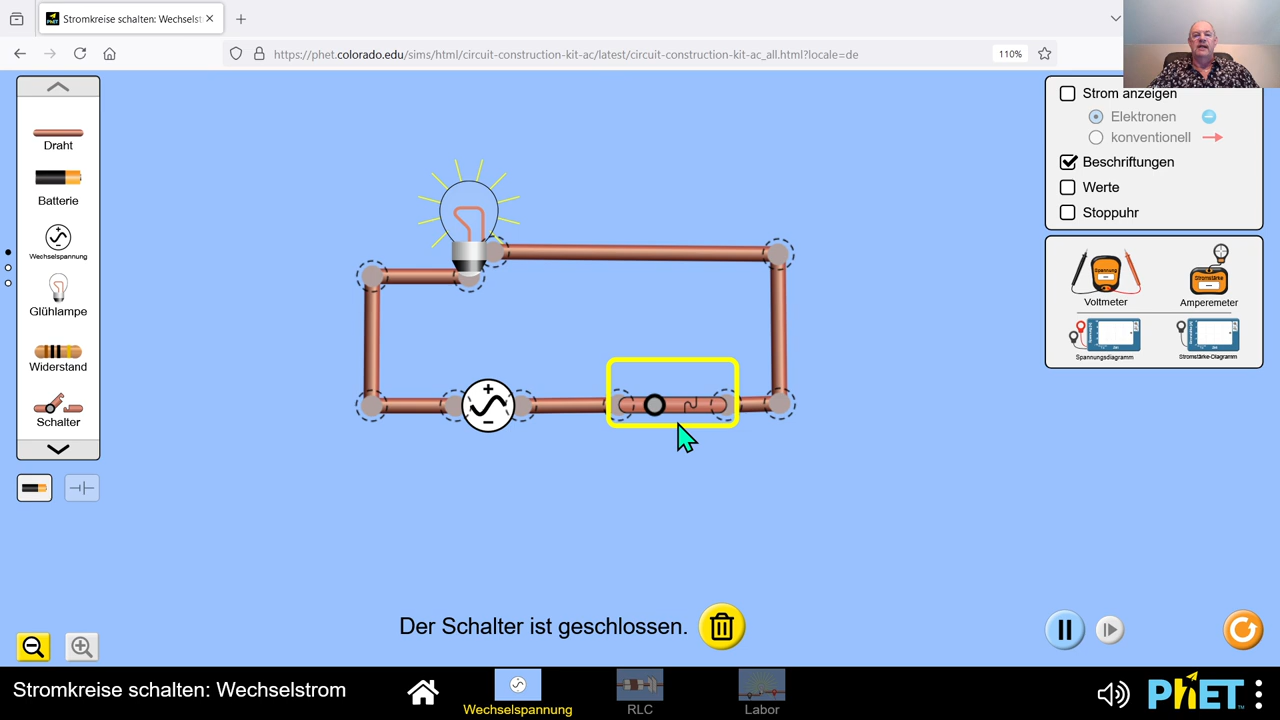 Stromkreise schalten: Wechselst
https://phet.colorado.edu/sims/html/circuit-construction-kit-ac/latest/circuit-construction-kit-ac_all.html?locale=de
110%
Draht
Batterie
Wechselspannung
Glühlampe
Widerstand
Schalter
Strom anzeigen
Elektronen
konventionell
Beschriftungen
Werte
Stoppuhr
Spannung
Voltmeter
Stromstärke
Amperemeter
Spannungsdiagramm
Stromstärke-Diagramm
Der Schalter ist geschlossen.
Stromkreise schalten: Wechselstrom
Wechselspannung
RLC
Labor
PhET